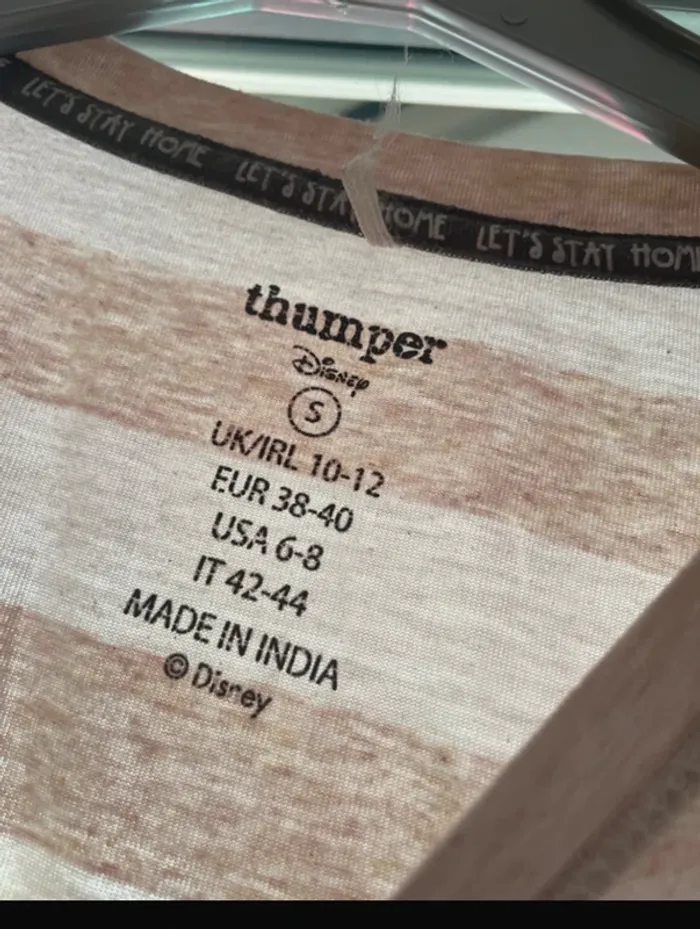 LET'S STAY HOME LET'S STAY HOME LET'S STAY HOM
thumper
Disney
S
UK/IRL 10-12
EUR 38-40
USA 6-8
IT 42-44
MADE IN INDIA
© Disney